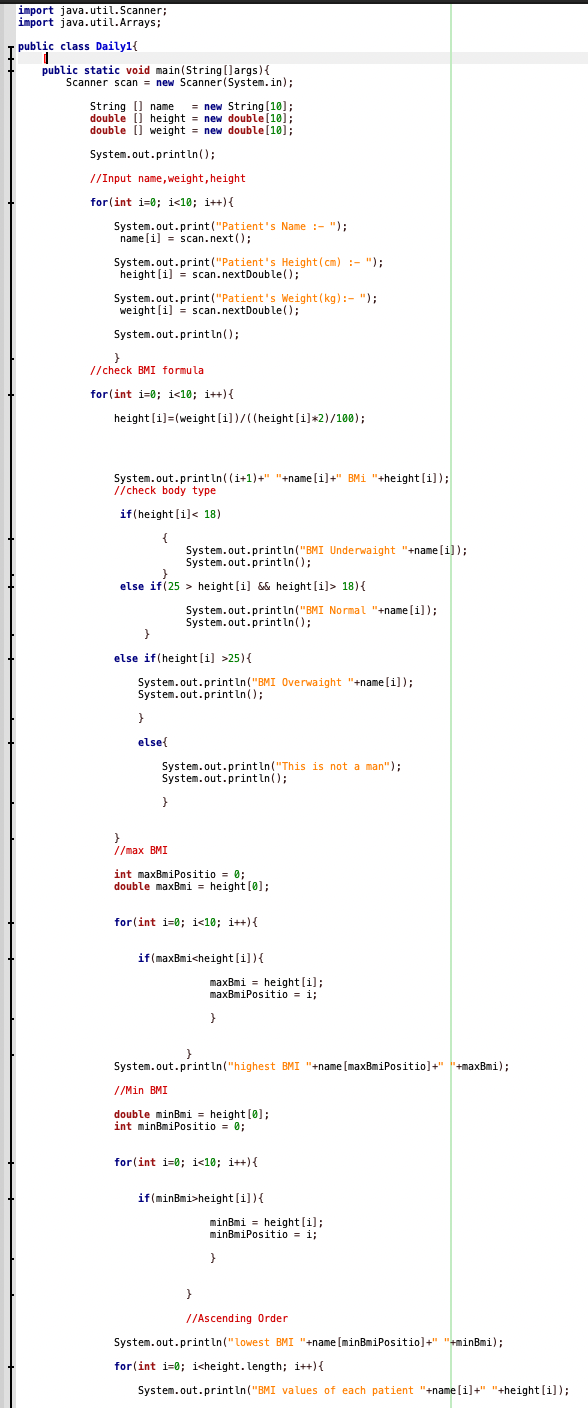 import java.util.Scanner;
import java.util.Arrays;
public class Daily1{
public static void main(String[]args){
Scanner scan = new Scanner(System.in);
String [] name = new String[10];
double [] height = new double[10];
double [] weight = new double[10];
System.out.println();
//Input name,weight,height
for(int i=0; i<10; i++){
System.out.print("Patient's Name :- ");
name[i] = scan.next();
System.out.print("Patient's Height(cm) :- ");
height[i] = scan.nextDouble();
System.out.print("Patient's Weight(kg):- ");
weight[i] = scan.nextDouble();
System.out.println();
}
//check BMI formula
for(int i=0; i<10; i++){
height[i]=(weight[i])/((height[i]*2)/100);
System.out.println((i+1)+" "+name[i]+" BMi "+height[i]);
//check body type
if(height[i]< 18)
{
System.out.println("BMI Underwaight "+name[i]);
System.out.println();
}
else if(25 > height[i] && height[i]> 18){
System.out.println("BMI Normal "+name[i]);
System.out.println();
}
else if(height[i] >25){
System.out.println("BMI Overwaight "+name[i]);
System.out.println();
}
else{
System.out.println("This is not a man");
System.out.println();
}
}
//max BMI
int maxBmiPositio = 0;
double maxBmi = height[0];
for(int i=0; i<10; i++){
if(maxBmi<height[i]){
maxBmi = height[i];
maxBmiPositio = i;
}
}
System.out.println("highest BMI "+name[maxBmiPositio]+" "+maxBmi);
//Min BMI
double minBmi = height[0];
int minBmiPositio = 0;
for(int i=0; i<10; i++){
if(minBmi>height[i]){
minBmi = height[i];
minBmiPositio = i;
}
}
//Ascending Order
System.out.println("lowest BMI "+name[minBmiPositio]+" "+minBmi);
for(int i=0; i<height.length; i++){
System.out.println("BMI values of each patient "+name[i]+" "+height[i]);